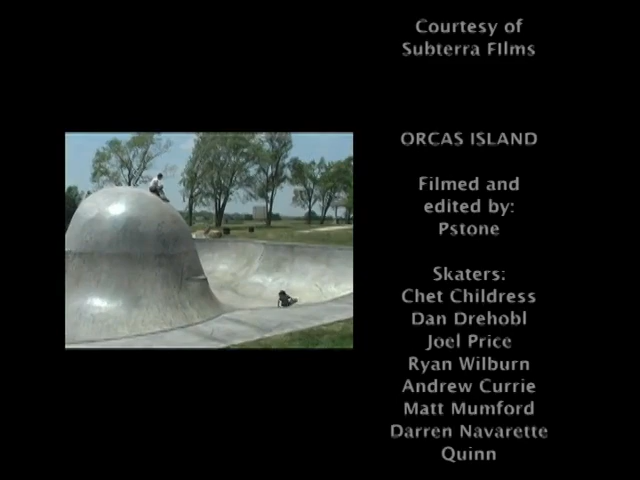 Courtesy of
Subterra FIlms
ORCAS ISLAND
Filmed and
edited by:
Pstone
Skaters:
Chet Childress
Dan Drehobl
Joel Price
Ryan Wilburn
Andrew Currie
Matt Mumford
Darren Navarette
Quinn